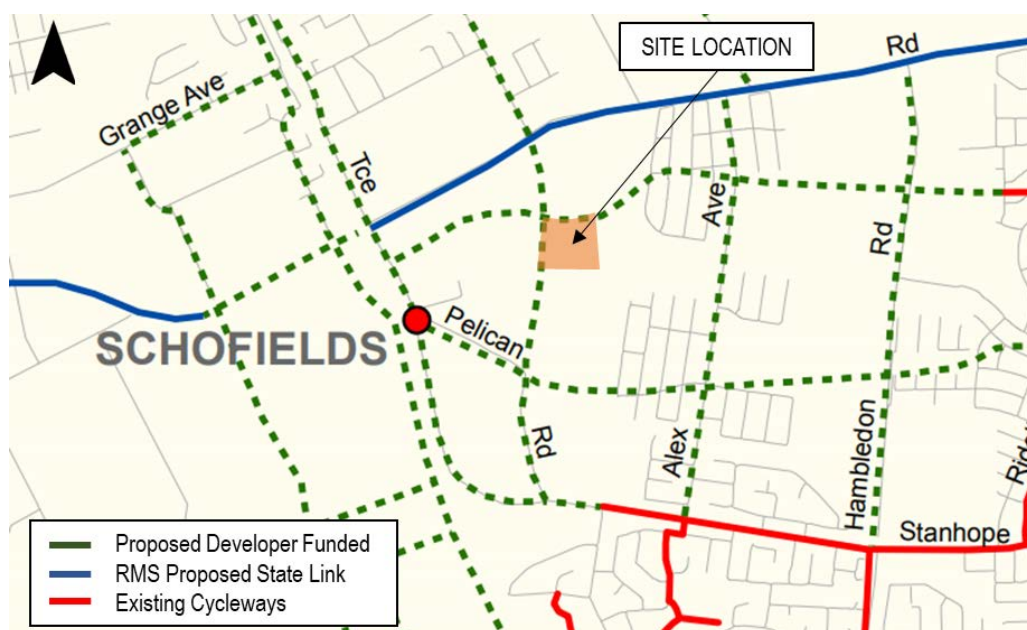 SITE LOCATION
Rd
Grange Ave
Tce
Ave
Rd
SCHOFIELDS
Pelican
Rd
Alex
Hambledon
Stanhope
Proposed Developer Funded
RMS Proposed State Link
Existing Cycleways